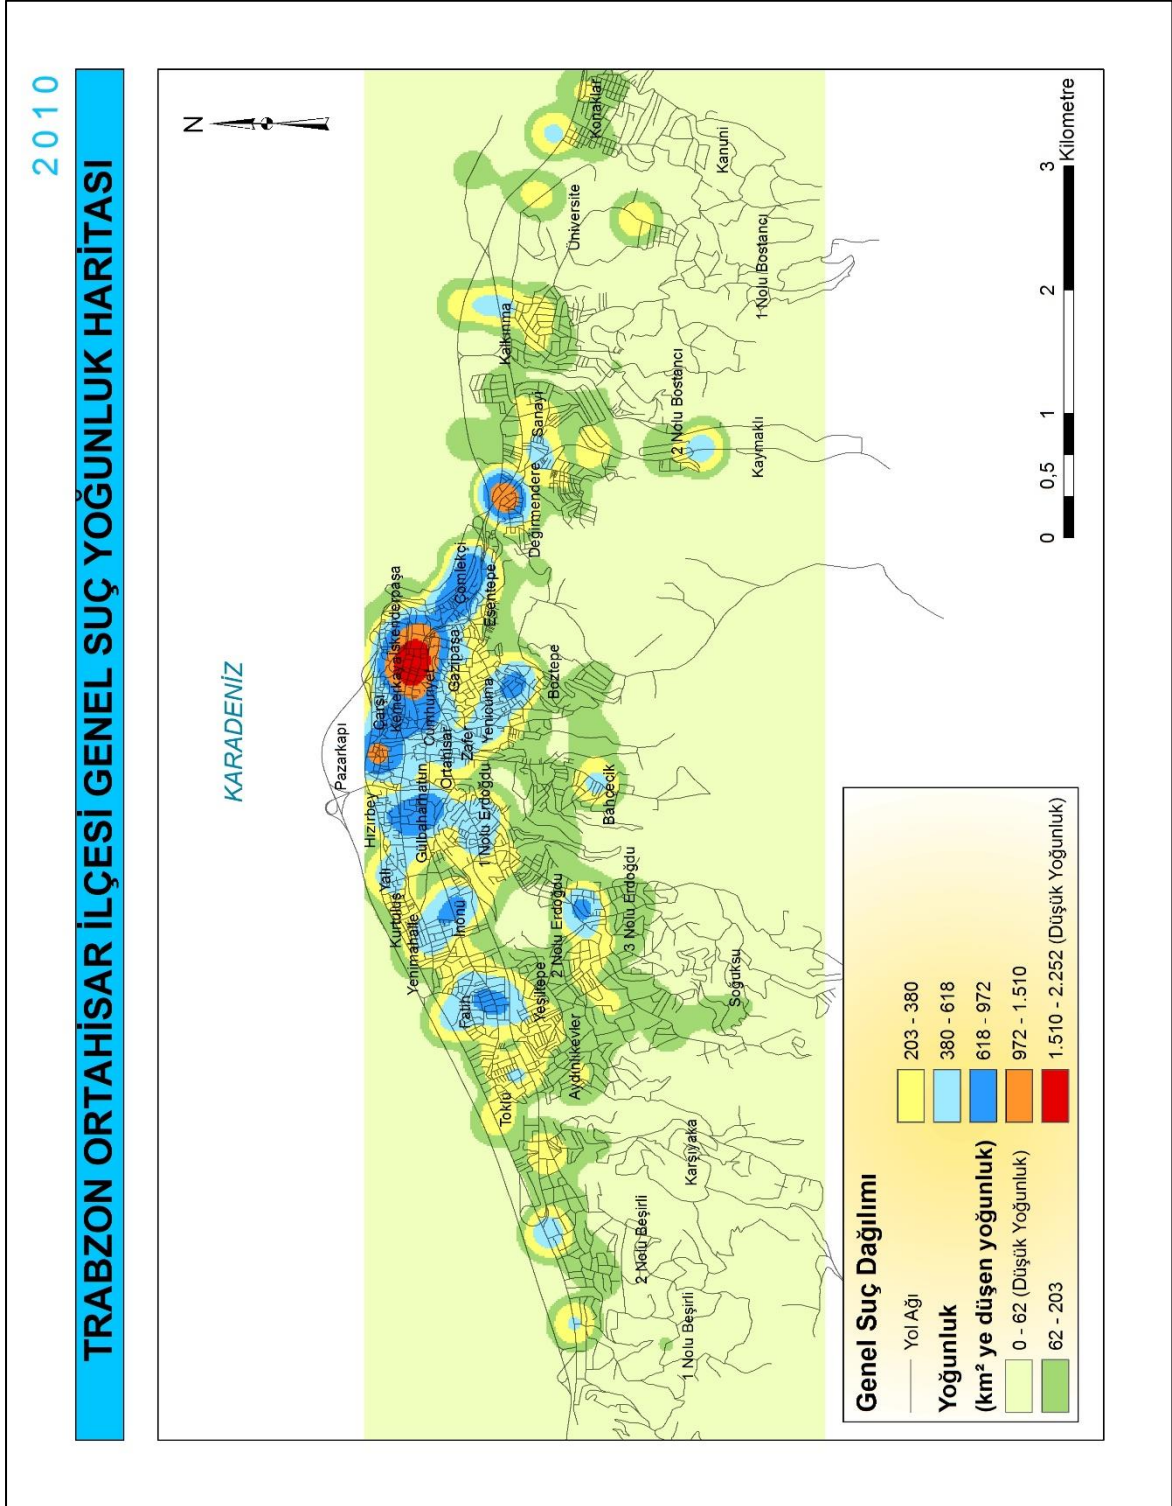 2010
TRABZON ORTAHİSAR İLÇESİ GENEL SUÇ YOĞUNLUK HARİTASI
N
KARADENİZ
Pazarkapı
Hızırbey
Çarşı
Kemerkaya
İskenderpaşa
Yalı
Kurtuluş
Yenimahalle
Gülbaharhatun
Cumhuriyet
Ortahisar
Gazipaşa
Çömlekçi
Zafer
Yenicuma
Esentepe
İnönü
1 Nolu Erdoğdu
Fatih
Toklu
Yeşiltepe
2 Nolu Erdoğdu
Boztepe
Değirmendere
Sanayi
Kalkınma
Üniversite
Konaklar
Aydınlıkevler
Bahçecik
3 Nolu Erdoğdu
2 Nolu Beşirli
Karşıyaka
1 Nolu Beşirli
Soğuksu
2 Nolu Bostancı
Kaymaklı
Kanuni
1 Nolu Bostancı
Genel Suç Dağılımı
Yol Ağı
Yoğunluk
(km² ye düşen yoğunluk)
0 - 62 (Düşük Yoğunluk)
62 - 203
203 - 380
380 - 618
618 - 972
972 - 1.510
1.510 - 2.252 (Düşük Yoğunluk)
0 0,5 1 2 3
Kilometre